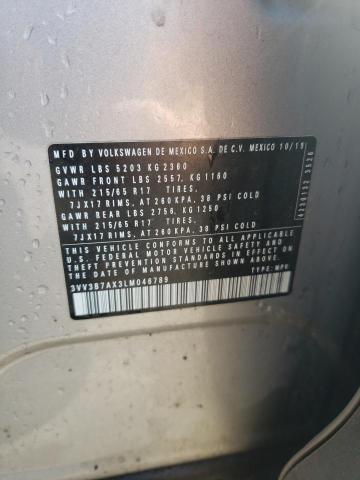 MFD BY VOLKSWAGEN DE MEXICO S.A. DE C.V. MEXICO 10/19
GVWR LBS 5203 KG 2360
GAWR FRONT LBS 2557, KG 1160
WITH 215/65 R17 TIRES,
7JX17 RIMS, AT 260 KPA, 38 PSI COLD
GAWR REAR LBS 2756, KG 1250
WITH 215/65 R17 TIRES,
7JX17 RIMS, AT 260 KPA, 38 PSI COLD
THIS VEHICLE CONFORMS TO ALL APPLICABLE
U.S. FEDERAL MOTOR VEHICLE SAFETY AND
THEFT PREVENTION STANDARDS IN EFFECT ON
THE DATE OF MANUFACTURE SHOWN ABOVE.
3VV3B7AX3LM046789
TYPE: MPV